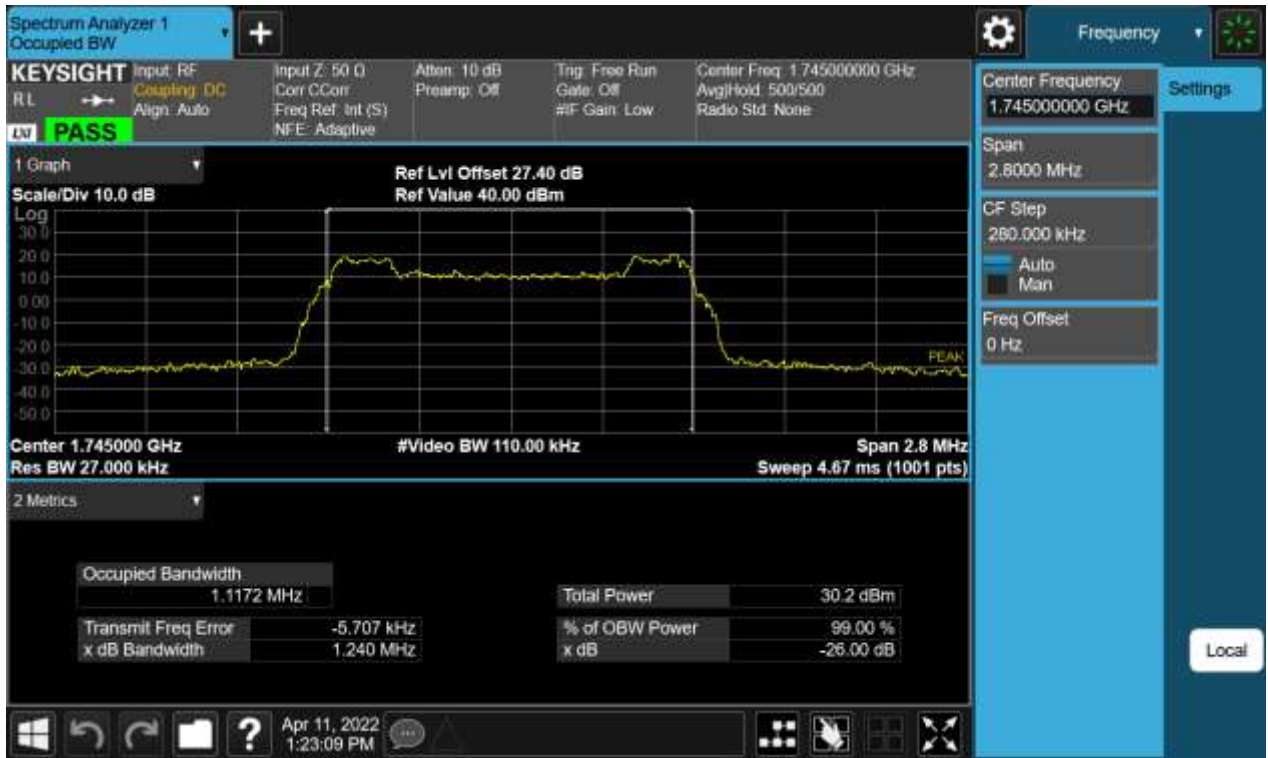 Spectrum Analyzer 1
Occupied BW
+
Frequency
KEYSIGHT
RL
LXI
PASS
Input: RF
Coupling: DC
Align: Auto
Input Z: 50 Ω
Corr CCorr
Freq Ref: Int (S)
NFE: Adaptive
Atten: 10 dB
Preamp: Off
Trig: Free Run
Gate: Off
#IF Gain: Low
Center Freq: 1.745000000 GHz
Avg|Hold: 500/500
Radio Std: None
Center Frequency
1.745000000 GHz
Settings
Span
2.8000 MHz
CF Step
280.000 kHz
Auto
Man
Freq Offset
0 Hz
Local
1 Graph
Scale/Div 10.0 dB
Ref Lvl Offset 27.40 dB
Ref Value 40.00 dBm
Log
30.0
20.0
10.0
0.00
-10.0
-20.0
-30.0
-40.0
-50.0
PEAK
Center 1.745000 GHz
#Video BW 110.00 kHz
Span 2.8 MHz
Res BW 27.000 kHz
Sweep 4.67 ms (1001 pts)
2 Metrics
Occupied Bandwidth
1.1172 MHz
Total Power 30.2 dBm
Transmit Freq Error -5.707 kHz
% of OBW Power 99.00 %
x dB Bandwidth 1.240 MHz
x dB -26.00 dB
?
Apr 11, 2022
1:23:09 PM